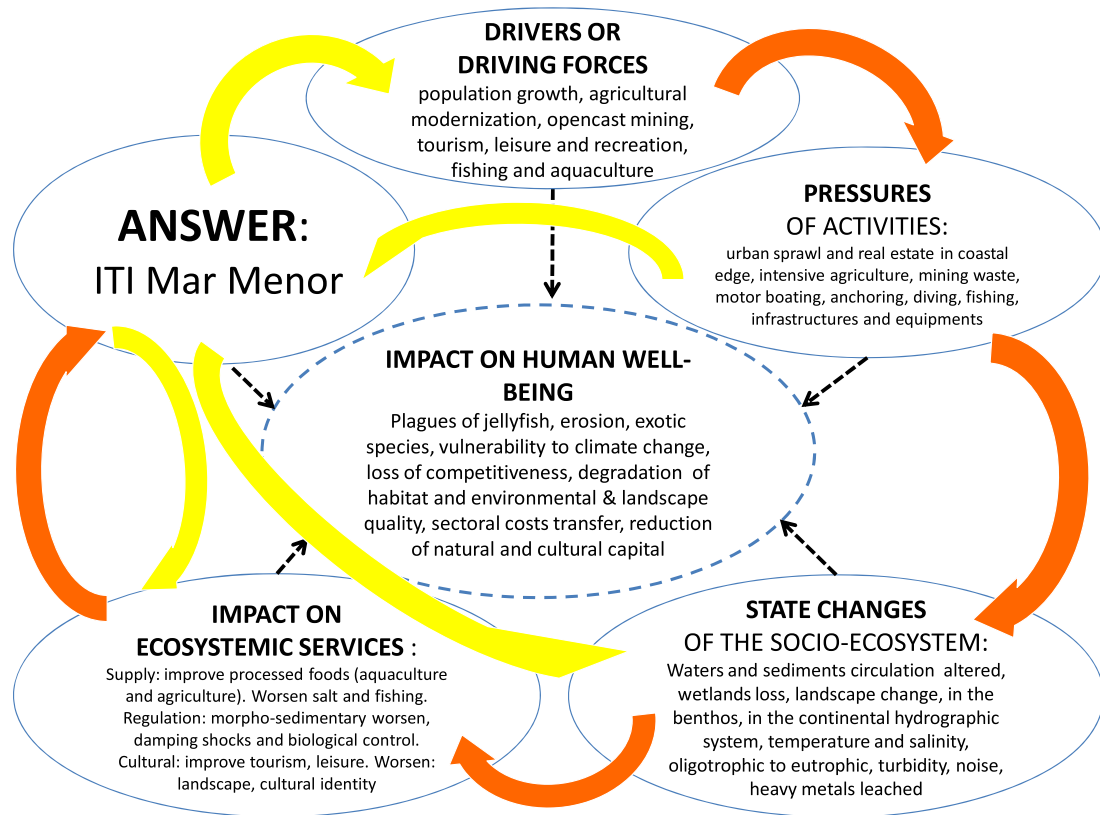 DRIVERS OR
DRIVING FORCES
population growth, agricultural
modernization, opencast mining,
tourism, leisure and recreation,
fishing and aquaculture
ANSWER:
ITI Mar Menor
PRESSURES
OF ACTIVITIES:
urban sprawl and real estate in coastal
edge, intensive agriculture, mining waste,
motor boating, anchoring, diving, fishing,
infrastructures and equipments
IMPACT ON HUMAN WELL-
BEING
Plagues of jellyfish, erosion, exotic
species, vulnerability to climate change,
loss of competitiveness, degradation of
habitat and environmental & landscape
quality, sectoral costs transfer, reduction
of natural and cultural capital
IMPACT ON
ECOSYSTEMIC SERVICES :
Supply: improve processed foods (aquaculture
and agriculture). Worsen salt and fishing.
Regulation: morpho-sedimentary worsen,
damping shocks and biological control.
Cultural: improve tourism, leisure. Worsen:
landscape, cultural identity
STATE CHANGES
OF THE SOCIO-ECOSYSTEM:
Waters and sediments circulation altered,
wetlands loss, landscape change, in the
benthos, in the continental hydrographic
system, temperature and salinity,
oligotrophic to eutrophic, turbidity, noise,
heavy metals leached